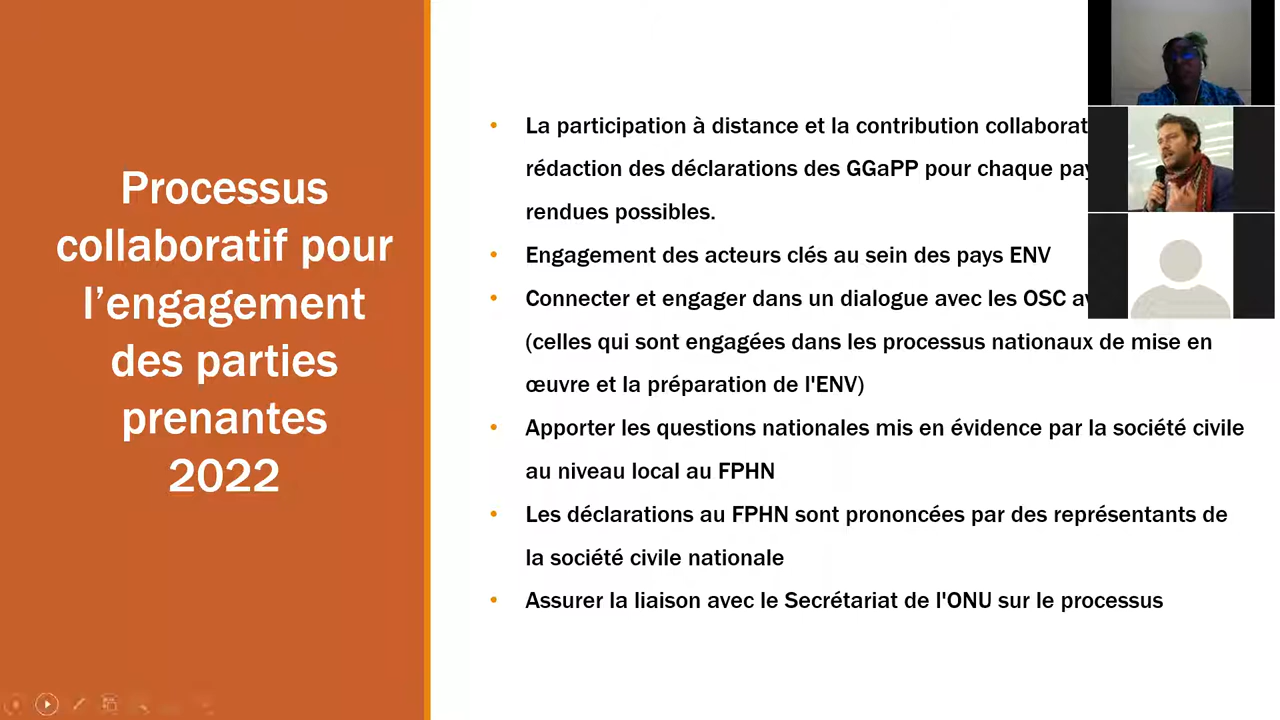 Processus
collaboratif pour
l’engagement
des parties
prenantes
2022
• La participation à distance et la contribution
rédaction des déclarations des GGaPP pour chaque
rendues possibles.
• Engagement des acteurs clés au sein des pays ENV
• Connecter et engager dans un dialogue avec les OSC
(celles qui sont engagées dans les processus nationaux de mise en
œuvre et la préparation de l'ENV)
• Apporter les questions nationales mis en évidence par la société civile
au niveau local au FPHN
• Les déclarations au FPHN sont prononcées par des représentants de
la société civile nationale
• Assurer la liaison avec le Secrétariat de l'ONU sur le processus